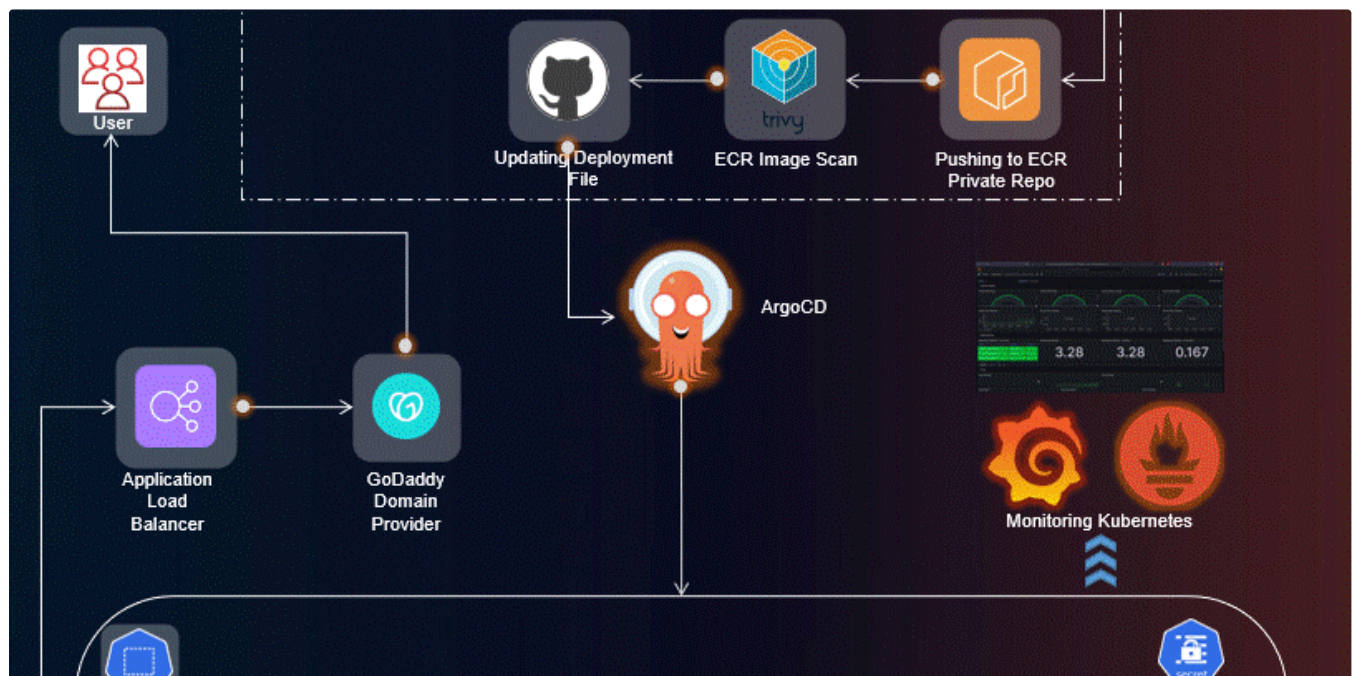 User
trivy
Updating Deployment
File
ECR Image Scan
Pushing to ECR
Private Repo
ArgoCD
3.28
3.28
0.167
Application
Load
Balancer
GoDaddy
Domain
Provider
Monitoring Kubernetes
secret